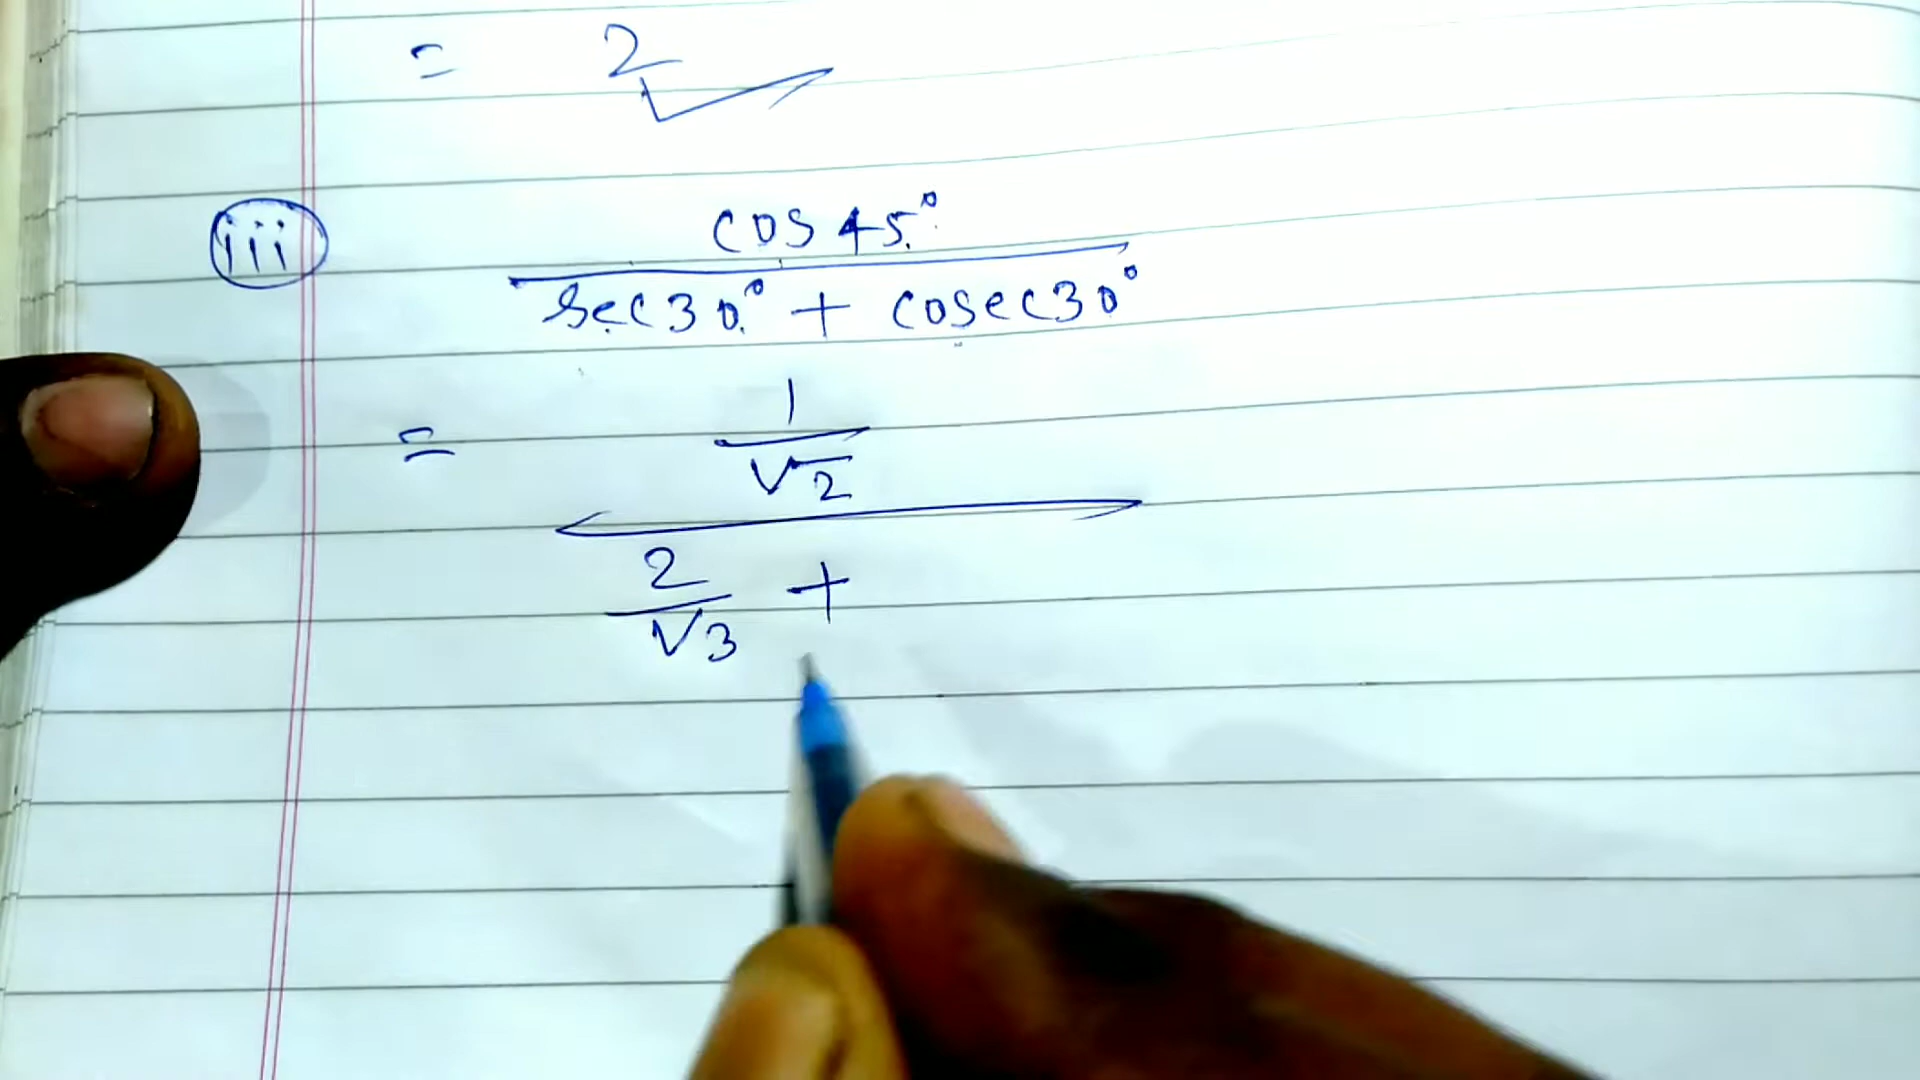 = 2
iii cos 45°
sec 30° + cosec 30°
= 1
√2
2 +
√3